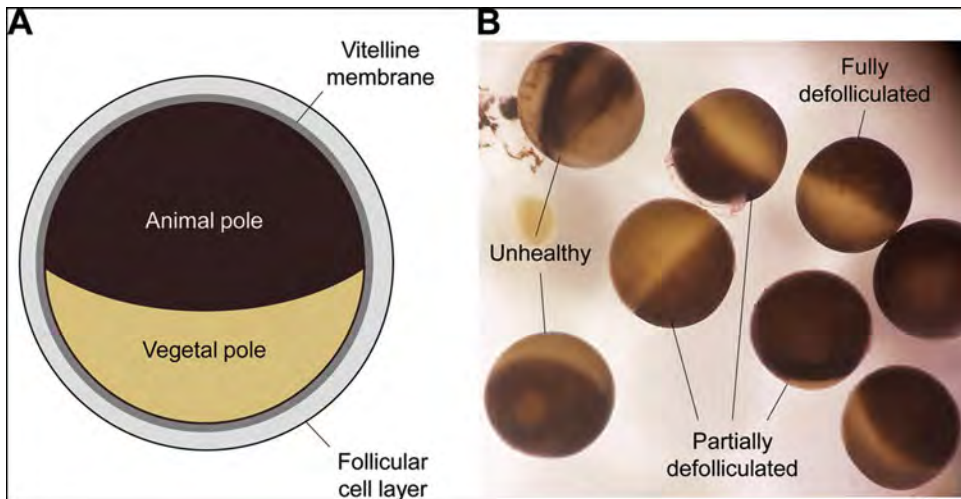 A
Vitelline
membrane
Animal pole
Vegetal pole
Follicular
cell layer
B
Fully
defolliculated
Unhealthy
Partially
defolliculated